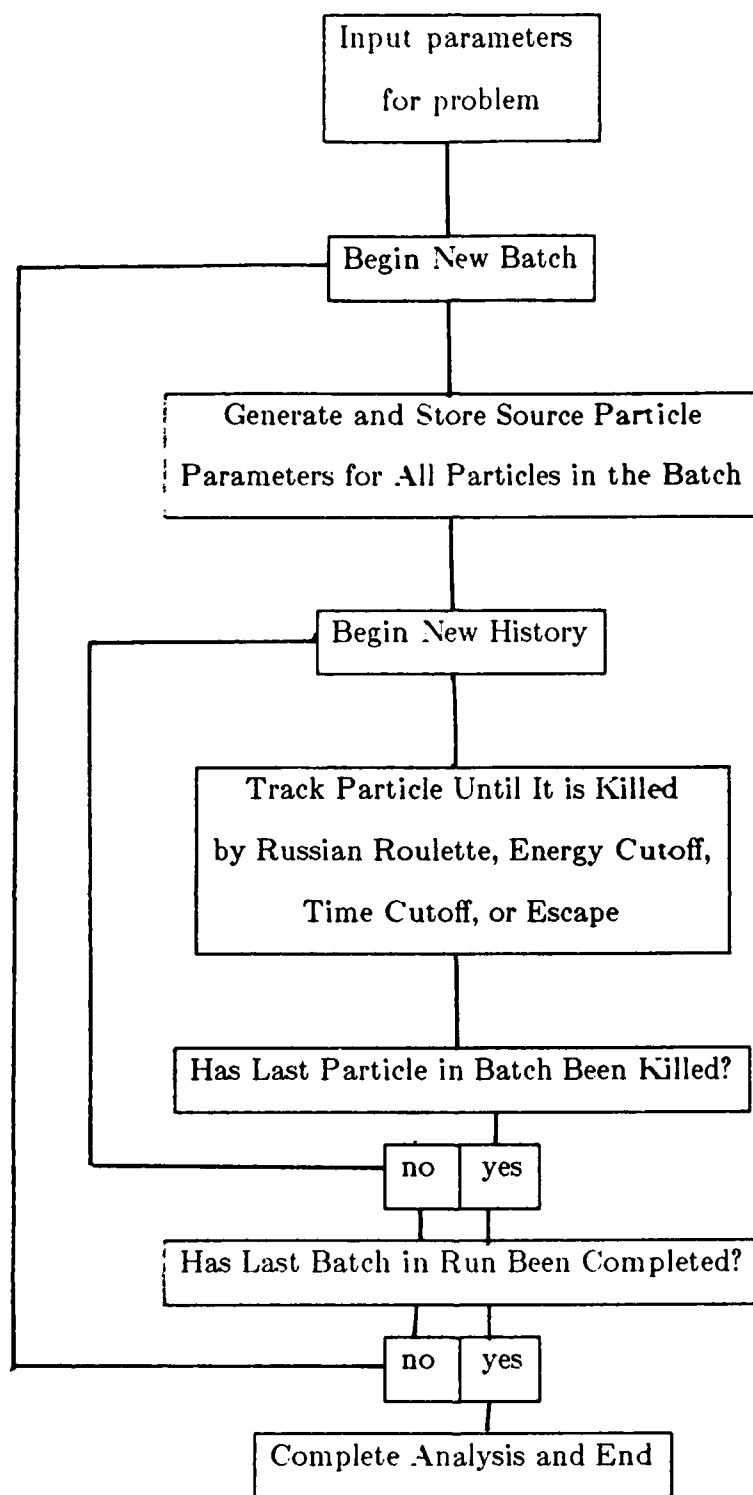 Input parameters
for problem
Begin New Batch
Generate and Store Source Particle
Parameters for All Particles in the Batch
Begin New History
Track Particle Until It is Killed
by Russian Roulette, Energy Cutoff,
Time Cutoff, or Escape
Has Last Particle in Batch Been Killed?
no yes
Has Last Batch in Run Been Completed?
no yes
Complete Analysis and End